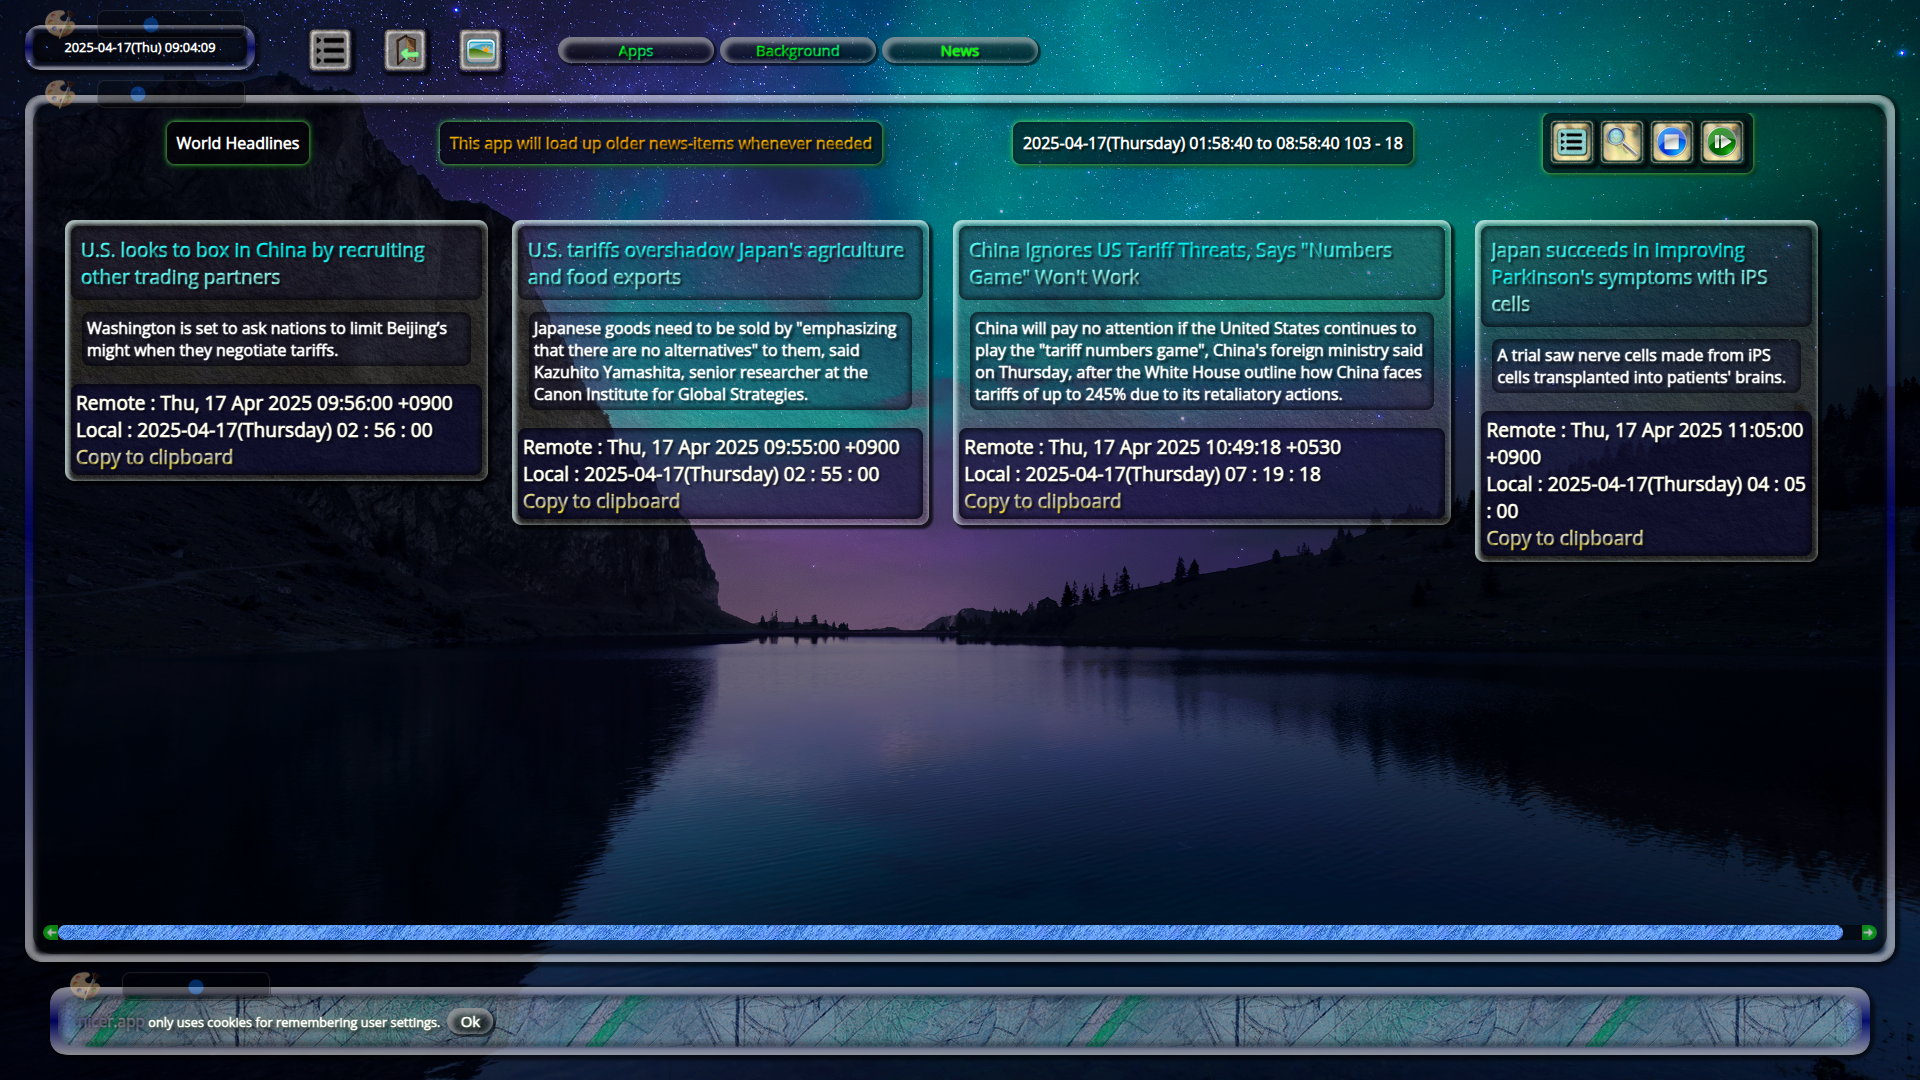 2025-04-17(Thu) 09:04:09
Apps
Background
News
World Headlines
This app will load up older news-items whenever needed
2025-04-17(Thursday) 01:58:40 to 08:58:40 103 - 18
U.S. looks to box in China by recruiting
other trading partners
Washington is set to ask nations to limit Beijing's
might when they negotiate tariffs.
Remote : Thu, 17 Apr 2025 09:56:00 +0900
Local : 2025-04-17(Thursday) 02 : 56 : 00
Copy to clipboard
U.S. tariffs overshadow Japan's agriculture
and food exports
Japanese goods need to be sold by "emphasizing
that there are no alternatives" to them, said
Kazuhito Yamashita, senior researcher at the
Canon Institute for Global Strategies.
Remote : Thu, 17 Apr 2025 09:55:00 +0900
Local : 2025-04-17(Thursday) 02 : 55 : 00
Copy to clipboard
China Ignores US Tariff Threats, Says "Numbers
Game" Won't Work
China will pay no attention if the United States continues to
play the "tariff numbers game", China's foreign ministry said
on Thursday, after the White House outline how China faces
tariffs of up to 245% due to its retaliatory actions.
Remote : Thu, 17 Apr 2025 10:49:18 +0530
Local : 2025-04-17(Thursday) 07 : 19 : 18
Copy to clipboard
Japan succeeds in improving
Parkinson's symptoms with iPS
cells
A trial saw nerve cells made from iPS
cells transplanted into patients' brains.
Remote : Thu, 17 Apr 2025 11:05:00
+0900
Local : 2025-04-17(Thursday) 04 : 05
: 00
Copy to clipboard
nicer.app only uses cookies for remembering user settings. Ok